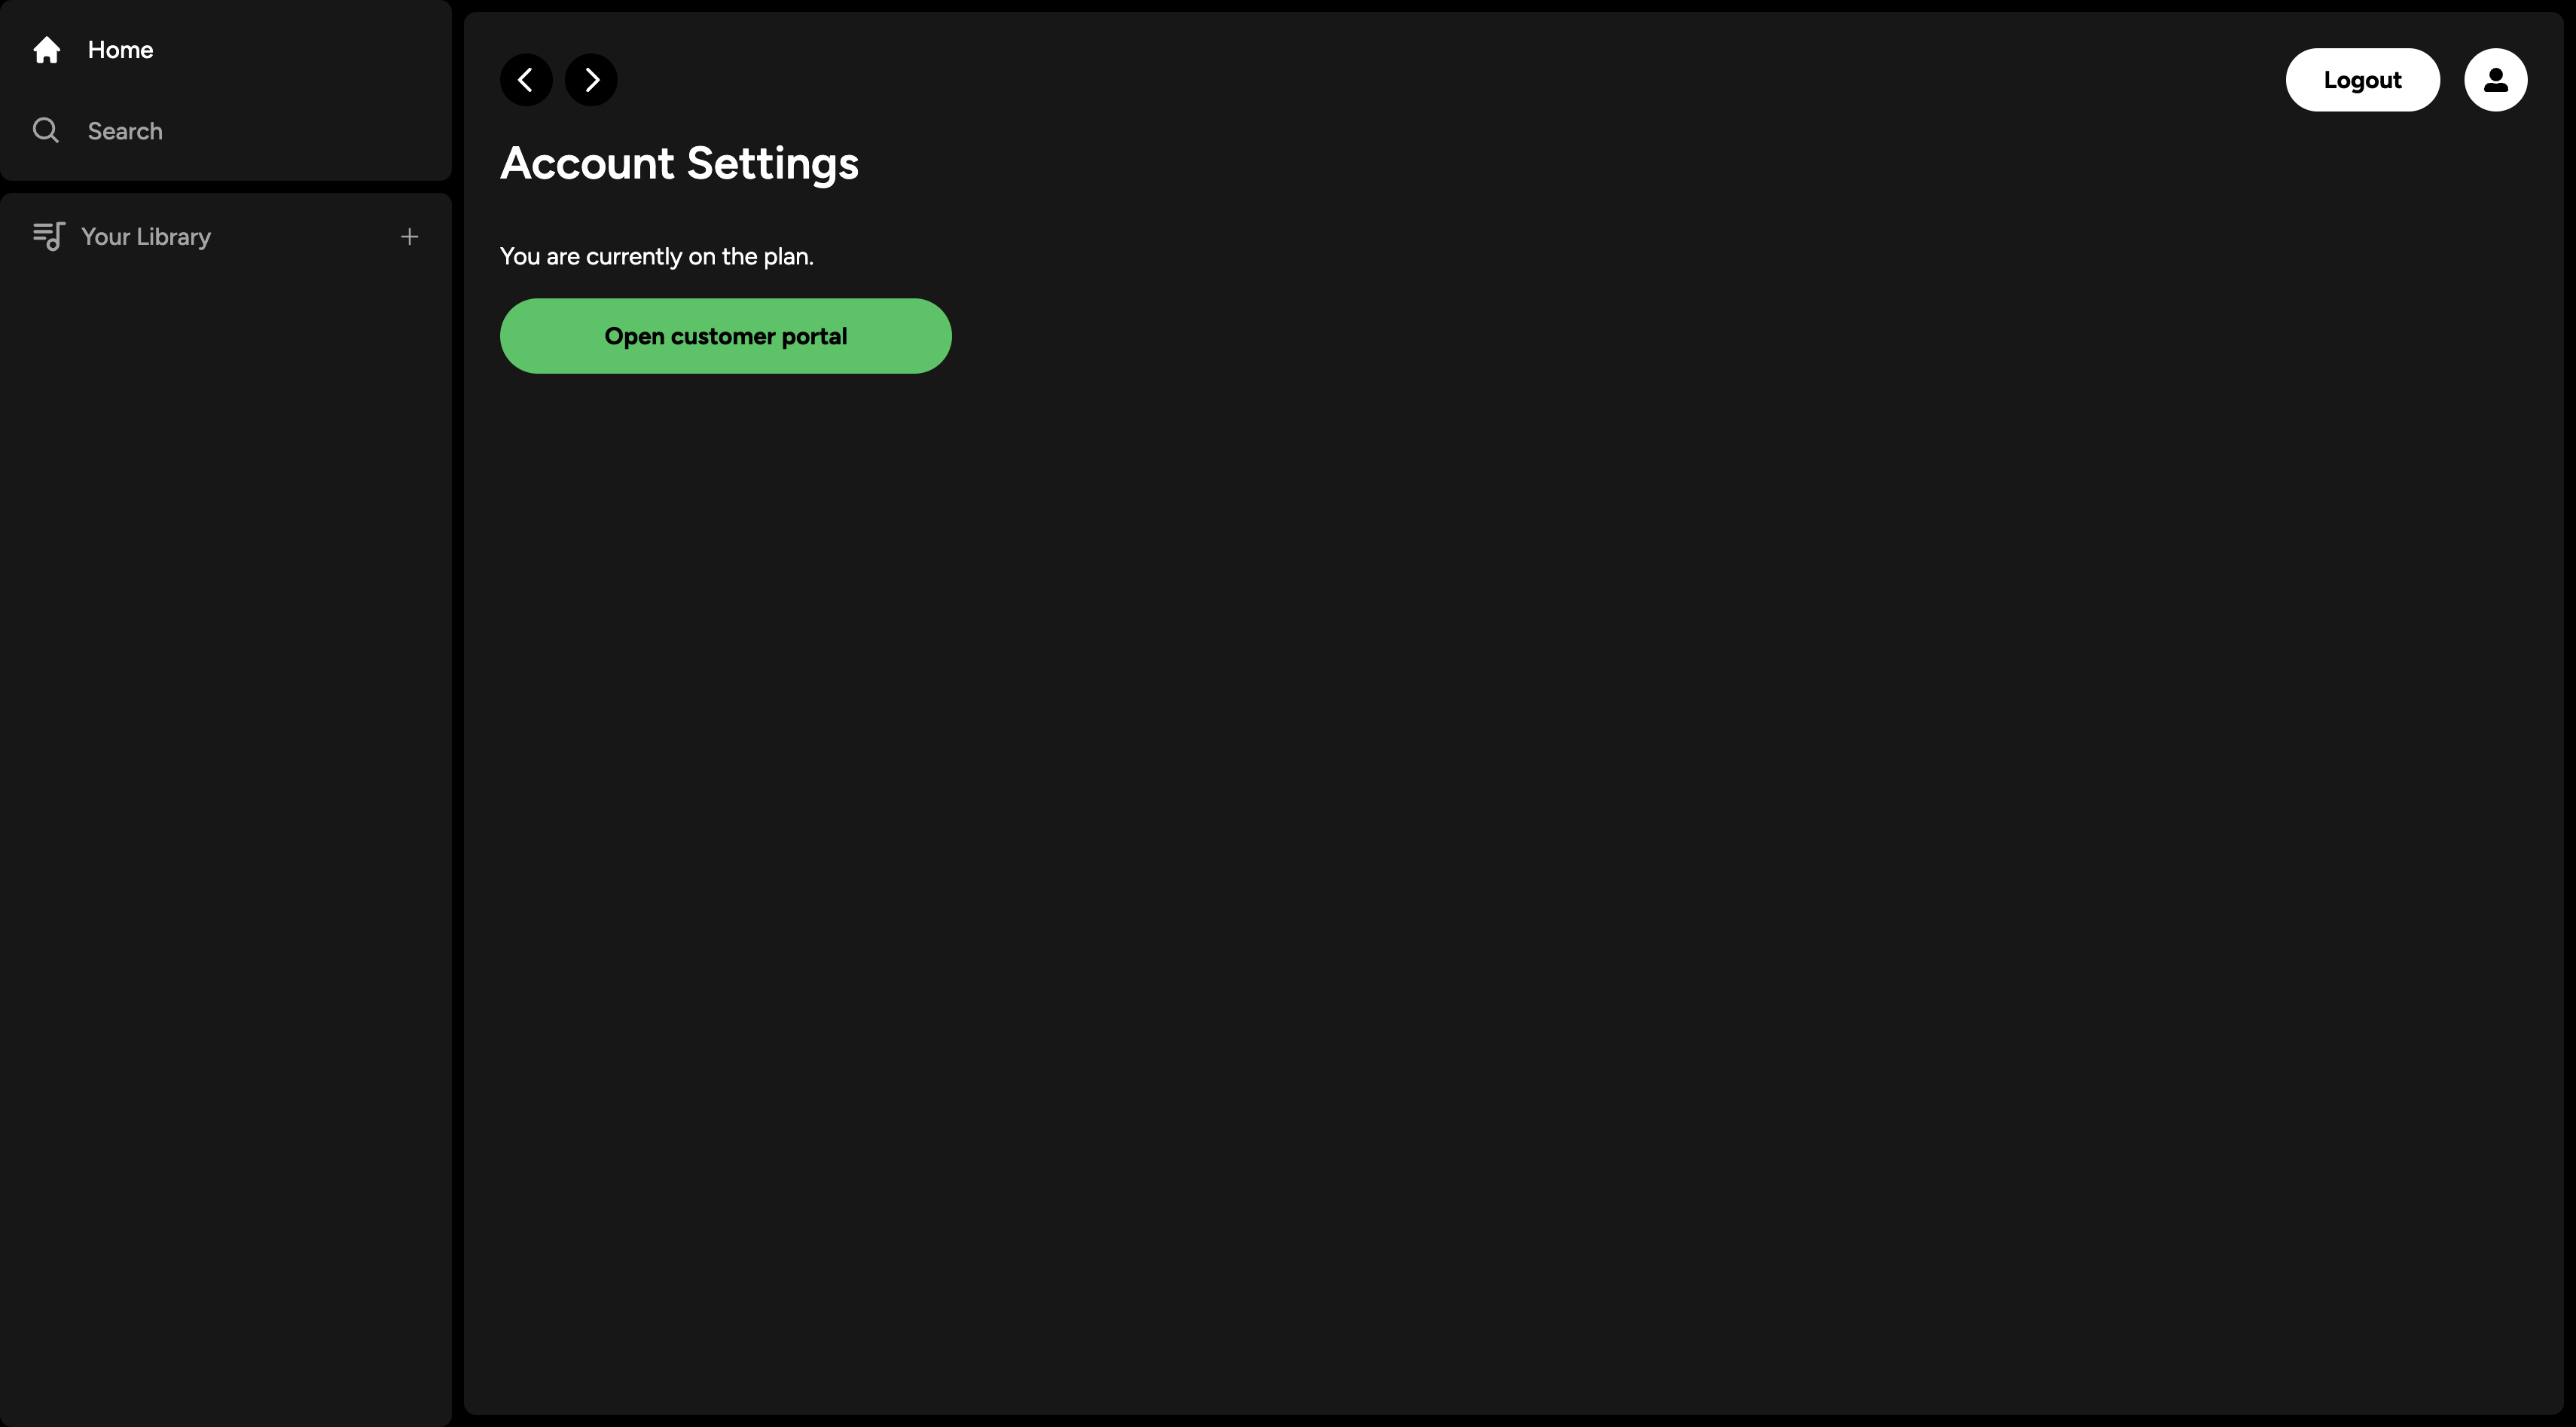 Home
Search
Your Library
Logout
Account Settings
You are currently on the plan.
Open customer portal